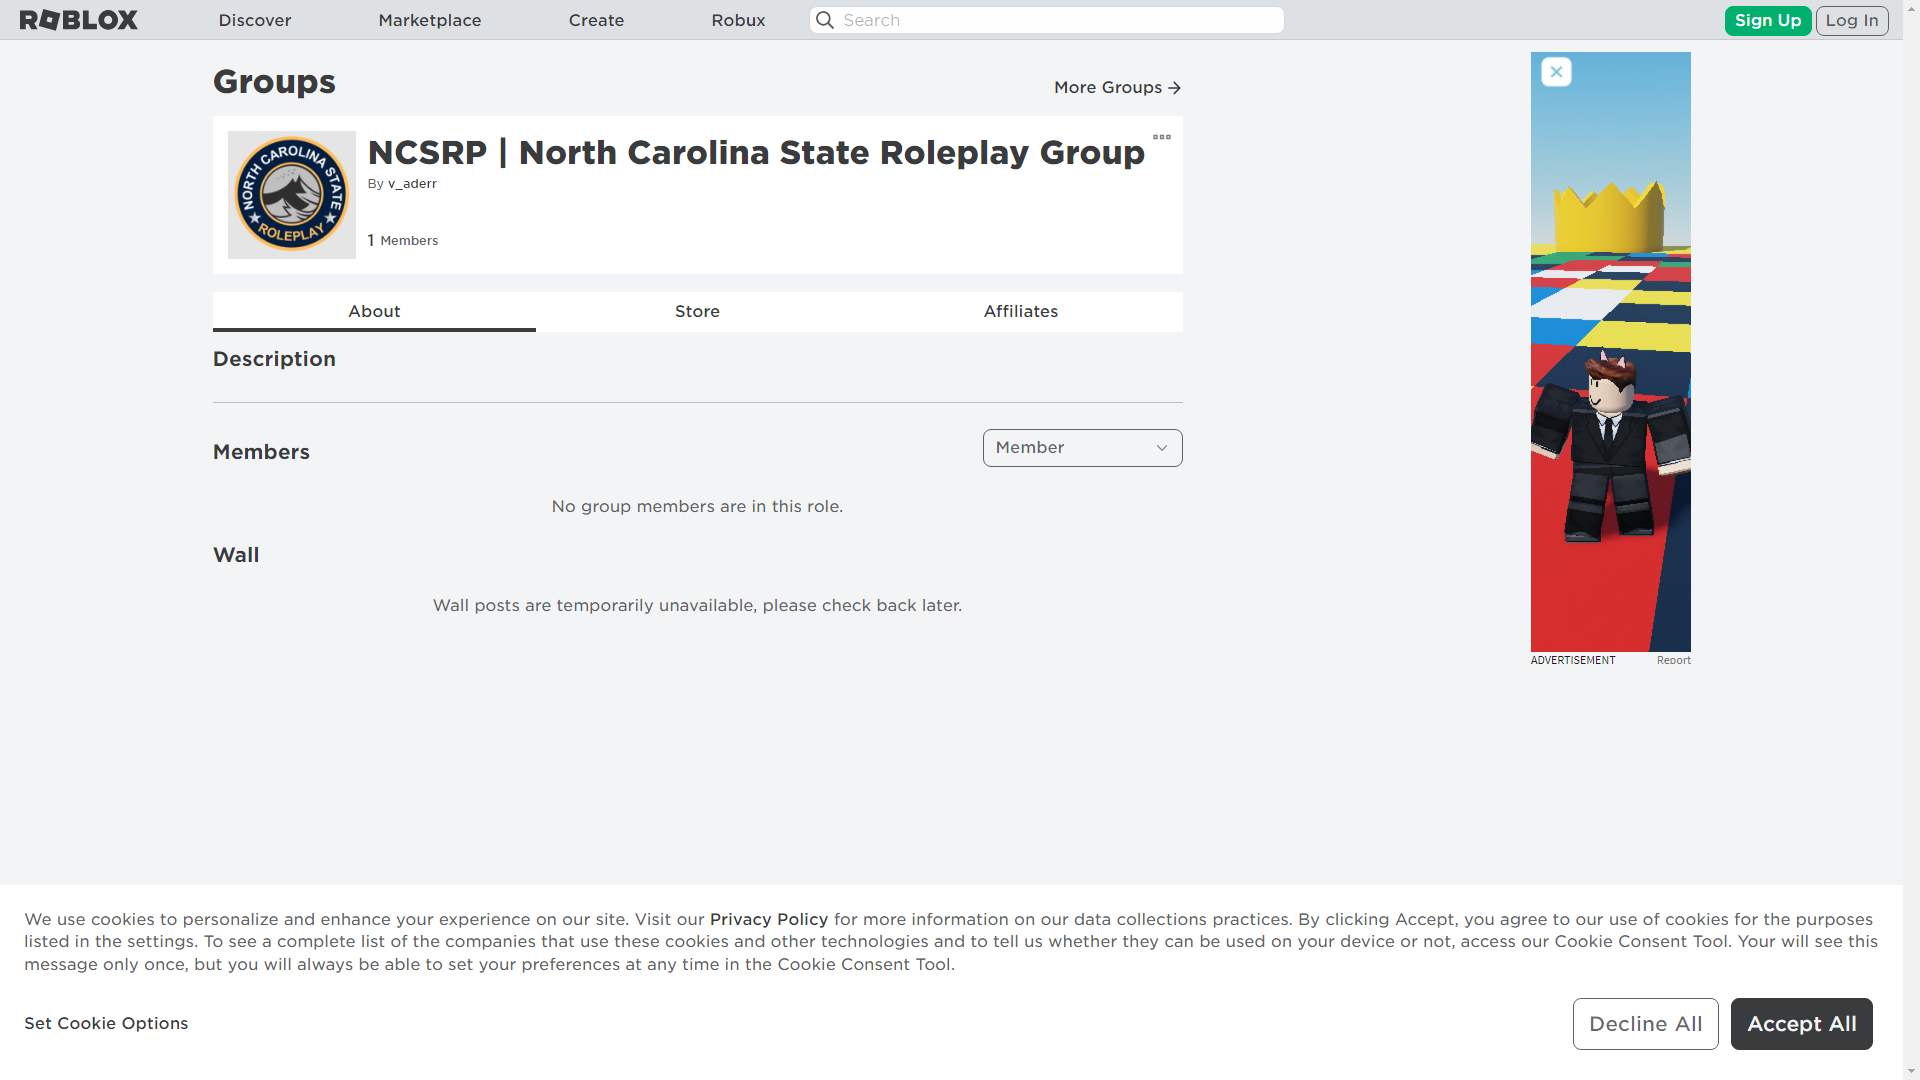 ROBLOX
Discover
Marketplace
Create
Robux
Search
Sign Up
Log In
Groups
More Groups
NORTH CAROLINA STATE
ROLEPLAY
NCSRP | North Carolina State Roleplay Group
By v_aderr
1 Members
About
Store
Affiliates
Description
Members
Member
No group members are in this role.
Wall
Wall posts are temporarily unavailable, please check back later.
ADVERTISEMENT
Report
We use cookies to personalize and enhance your experience on our site. Visit our Privacy Policy for more information on our data collections practices. By clicking Accept, you agree to our use of cookies for the purposes
listed in the settings. To see a complete list of the companies that use these cookies and other technologies and to tell us whether they can be used on your device or not, access our Cookie Consent Tool. Your will see this
message only once, but you will always be able to set your preferences at any time in the Cookie Consent Tool.
Set Cookie Options
Decline All
Accept All